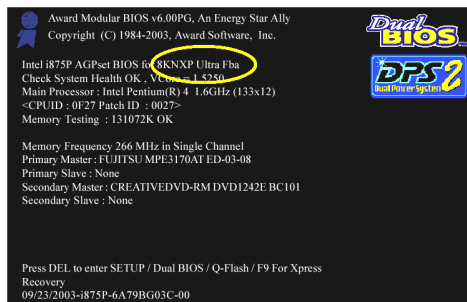 Award Modular BIOS v6.00PG, An Energy Star Ally
Copyright (C) 1984-2003, Award Software, Inc.
Dual
BIOS
Intel i875P AGPset BIOS for 8KNXP Ultra Fba
Check System Health OK , VCore = 1.5250
DPS2
Dual Power System
Main Processor : Intel Pentium(R) 4 1.6GHz (133x12)
<CPUID : 0F27 Patch ID : 0027>
Memory Testing : 131072K OK
Memory Frequency 266 MHz in Single Channel
Primary Master : FUJITSU MPE3170AT ED-03-08
Primary Slave : None
Secondary Master : CREATIVEDVD-RM DVD1242E BC101
Secondary Slave : None
Press DEL to enter SETUP / Dual BIOS / Q-Flash / F9 For Xpress
Recovery
09/23/2003-i875P-6A79BG03C-00